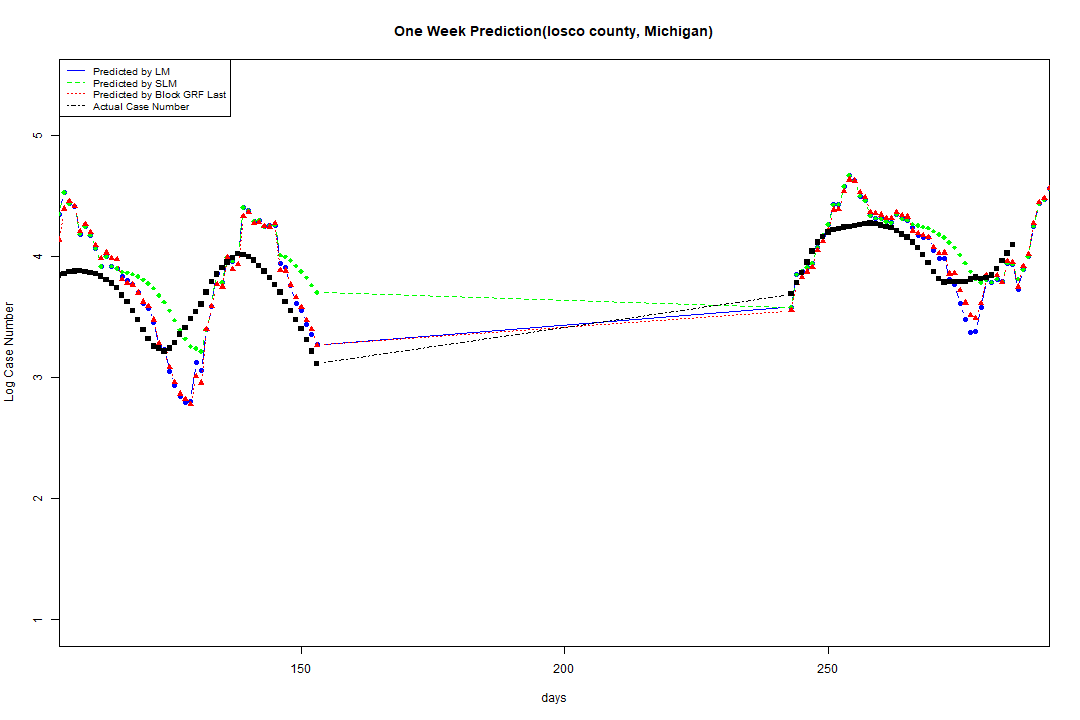 One Week Prediction(Iosco county, Michigan)
Predicted by LM
Predicted by SLM
Predicted by Block GRF Last
Actual Case Number
5
4
3
2
1
Log Case Number
150
200
250
days